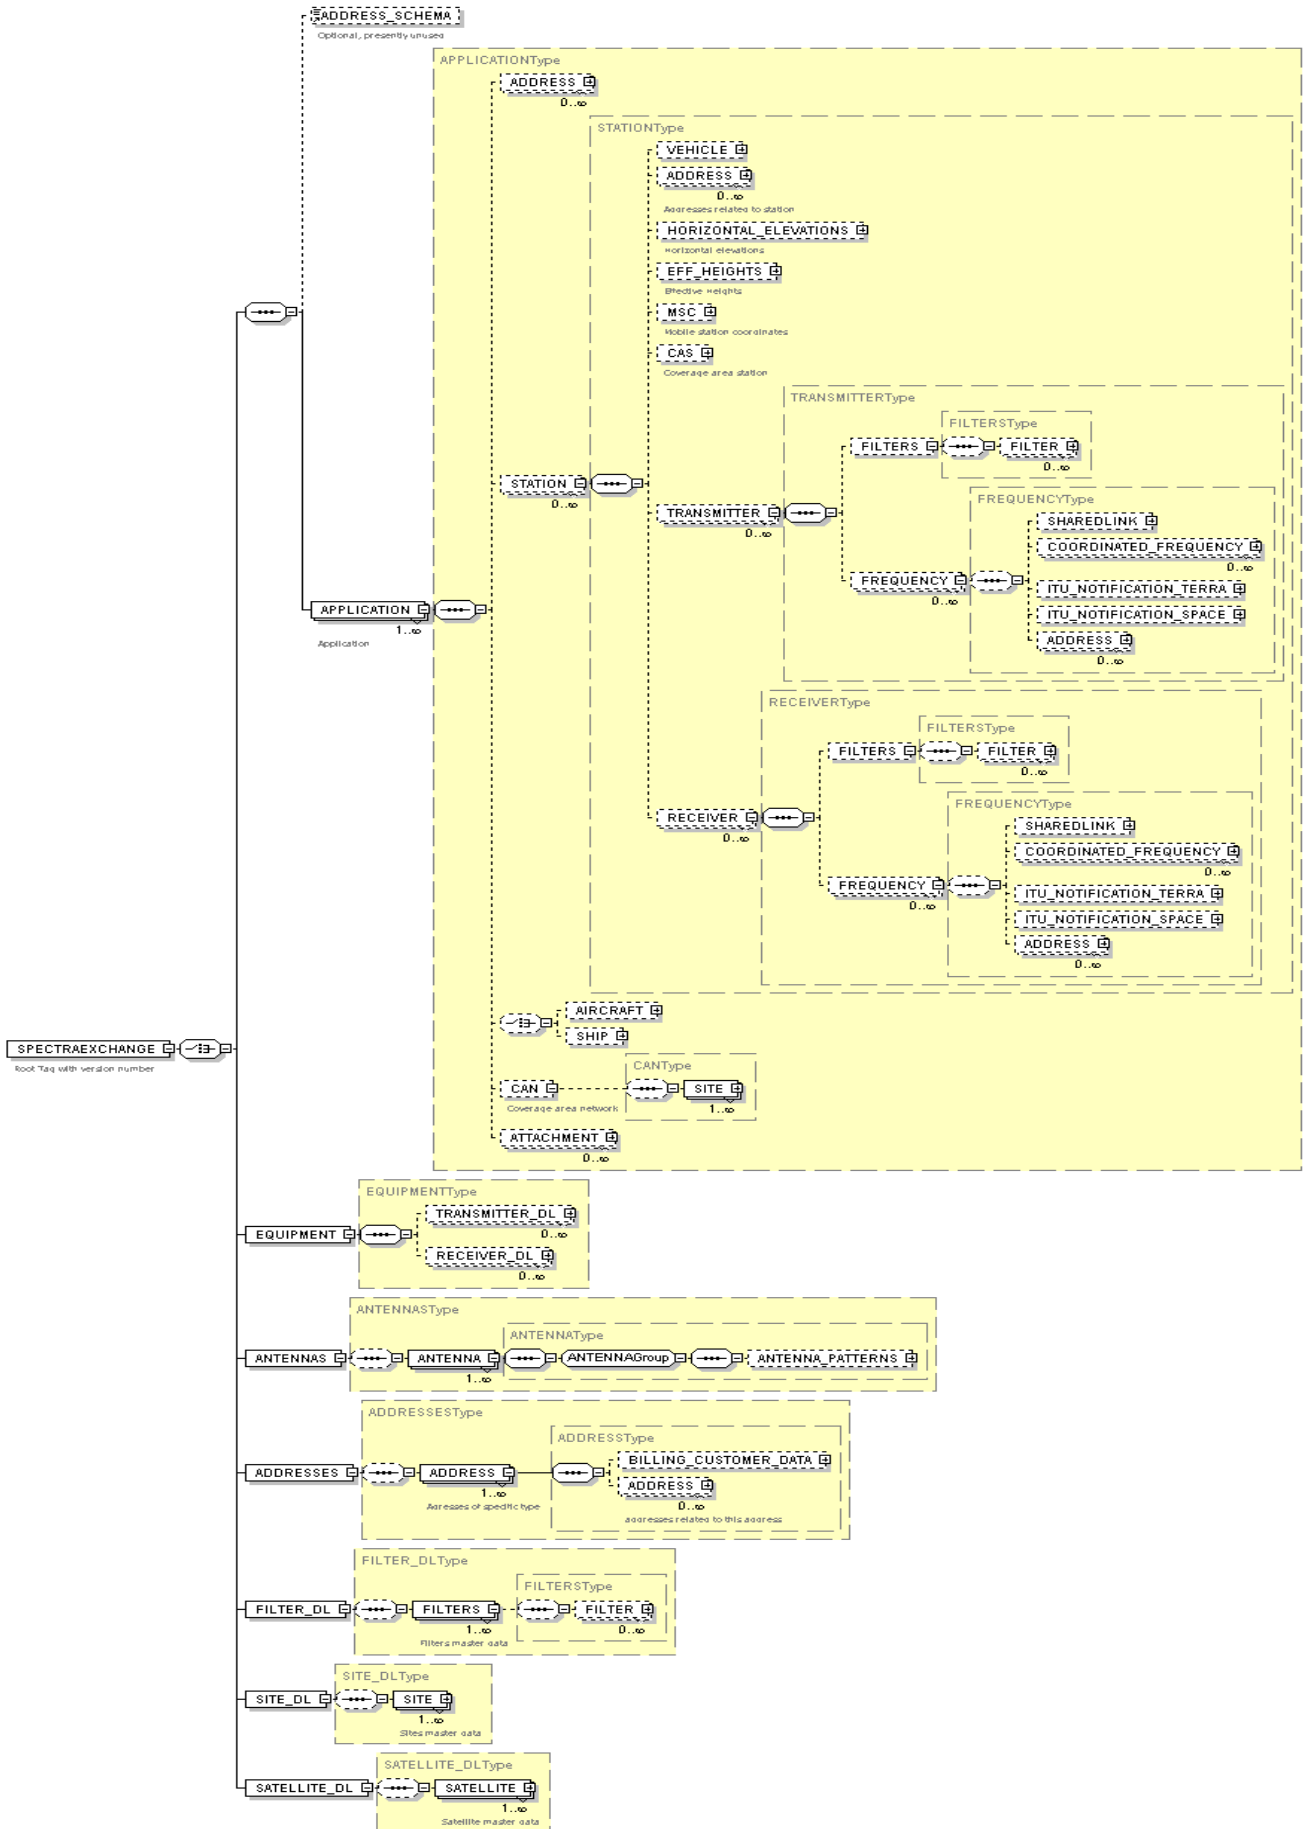 ADDRESS_SCHEMA
Optional, presently unused
APPLICATIONType
ADDRESS
0..∞
STATIONType
VEHICLE
ADDRESS
0..∞
Addresses related to station
HORIZONTAL_ELEVATIONS
Horizontal elevations
EFF_HEIGHTS
Effective Heights
MSC
Mobile station coordinates
CAS
Coverage area station
TRANSMITTERType
FILTERSType
FILTERS
FILTER
0..∞
STATION
0..∞
FREQUENCYType
TRANSMITTER
0..∞
SHAREDLINK
COORDINATED_FREQUENCY
0..∞
FREQUENCY
0..∞
ITU_NOTIFICATION_TERRA
ITU_NOTIFICATION_SPACE
ADDRESS
0..∞
APPLICATION
1..∞
Application
RECEIVERType
FILTERSType
FILTERS
FILTER
0..∞
FREQUENCYType
RECEIVER
0..∞
SHAREDLINK
COORDINATED_FREQUENCY
0..∞
FREQUENCY
0..∞
ITU_NOTIFICATION_TERRA
ITU_NOTIFICATION_SPACE
ADDRESS
0..∞
AIRCRAFT
SHIP
SPECTRAEXCHANGE
Root Tag with version number
CANType
CAN
SITE
1..∞
Coverage area network
ATTACHMENT
0..∞
EQUIPMENTType
TRANSMITTER_DL
0..∞
EQUIPMENT
RECEIVER_DL
0..∞
ANTENNASType
ANTENNAType
ANTENNAS
ANTENNA
1..∞
ANTENNAGroup
ANTENNA_PATTERNS
ADDRESSESType
ADDRESSType
BILLING_CUSTOMER_DATA
ADDRESSES
ADDRESS
1..∞
Adresses of specific type
ADDRESS
0..∞
addresses related to this address
FILTER_DLType
FILTERSType
FILTER_DL
FILTERS
1..∞
Filters master data
FILTER
0..∞
SITE_DLType
SITE_DL
SITE
1..∞
Sites master data
SATELLITE_DLType
SATELLITE_DL
SATELLITE
1..∞
Satellite master data